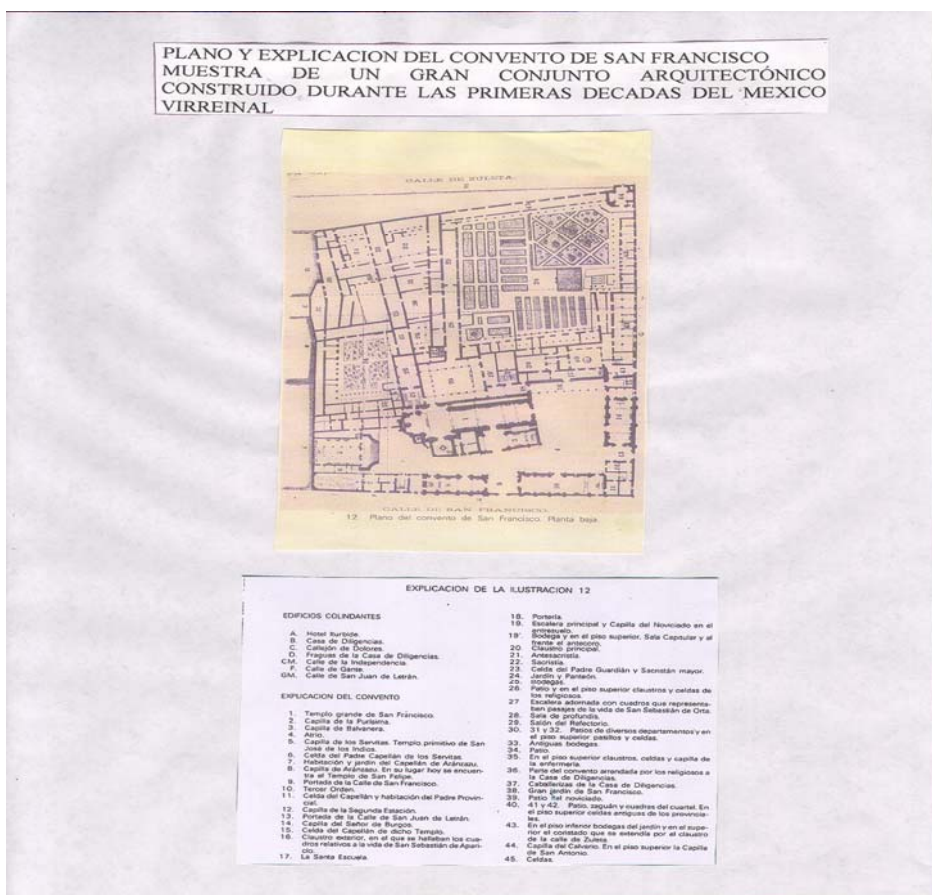 PLANO Y EXPLICACION DEL CONVENTO DE SAN FRANCISCO
MUESTRA DE UN GRAN CONJUNTO ARQUITECTÓNICO
CONSTRUIDO DURANTE LAS PRIMERAS DECADAS DEL MEXICO
VIRREINAL
CALLE DE ZULETA.
2
CALLE DE SAN FRANCISCO.
12. Plano del convento de San Francisco. Planta baja.
EXPLICACION DE LA ILUSTRACION 12
EDIFICIOS COLINDANTES
A. Hotel Iturbide.
B. Casa de Diligencias.
C. Callejón de Dolores.
D. Fraguas de la Casa de Diligencias.
CM. Calle de la Independencia.
F. Calle de Gante.
GM. Calle de San Juan de Letrán.
EXPLICACION DEL CONVENTO
1. Templo grande de San Francisco.
2. Capilla de la Purísima.
3. Capilla de Balvanera.
4. Atrio.
5. Capilla de los Servitas. Templo primitivo de San
José de los Indios.
6. Celda del Padre Capellán de los Servitas.
7. Habitación y jardín del Capellán de Aránzazu.
8. Capilla de Aránzazu. En su lugar hoy se encuen-
tra el Templo de San Felipe.
9. Portada de la Calle de San Francisco.
10. Tercer Orden.
11. Celda del Capellán y habitación del Padre Provin-
cial.
12. Capilla de la Segunda Estación.
13. Portada de la Calle de San Juan de Letrán.
14. Capilla del Señor de Burgos.
15. Celda del Capellán de dicho Templo.
16. Claustro exterior, en el que se hallaban los cua-
dros relativos a la vida de San Sebastián de Apari-
cio.
17. La Santa Escuela.
18. Portería.
19. Escalera principal y Capilla del Noviciado en el
entresuelo.
19'. Bodega y en el piso superior, Sala Capitular y al
frente el antecoro.
20. Claustro principal.
21. Antesacristía.
22. Sacristía.
23. Celda del Padre Guardián y Sacristán mayor.
24. Jardín y Panteón.
25. Bodegas.
26. Patio y en el piso superior claustros y celdas de
los religiosos.
27 Escalera adornada con cuadros que representa-
ben pasajes de la vida de San Sebastián de Orta.
28. Sala de profundis.
29. Salón del Refectorio.
30. 31 y 32. Patios de diversos departamentos y en
el piso superior pasillos y celdas.
33. Antiguas bodegas.
34. Patio.
35. En el piso superior claustros, celdas y capilla de
la enfermería.
36. Parte del convento arrendada por los religiosos a
la Casa de Diligencias.
37. Caballerizas de la Casa de Diligencias.
38. Gran jardín de San Francisco.
39. Patio del noviciado.
40. 41 y 42. Patio, zaguán y cuadras del cuartel. En
el piso superior celdas antiguas de los provincia-
les.
43. En el piso inferior bodegas del jardín y en el supe-
rior el costado que se extendía por el claustro
de la calle de Zuleta.
44. Capilla del Calvario. En el piso superior la Capilla
de San Antonio.
45. Celdas.